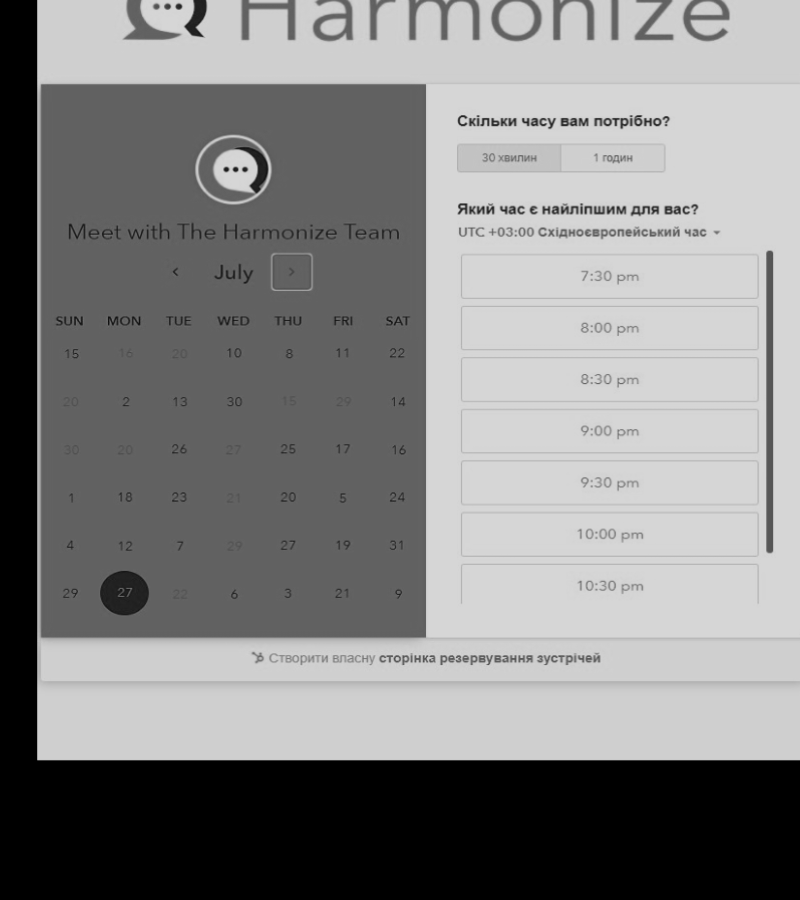 Harmonize
Meet with The Harmonize Team
July
SUN MON TUE WED THU FRI SAT
15 16 20 10 8 11 22
20 2 13 30 15 29 14
30 20 26 27 25 17 16
1 18 23 21 20 5 24
4 12 7 29 27 19 31
29 27 22 6 3 21 9
Скільки часу вам потрібно?
30 хвилин 1 годин
Який час є найліпшим для вас?
UTC +03:00 Східноєвропейський час
7:30 pm
8:00 pm
8:30 pm
9:00 pm
9:30 pm
10:00 pm
10:30 pm
Створити власну сторінка резервування зустрічей